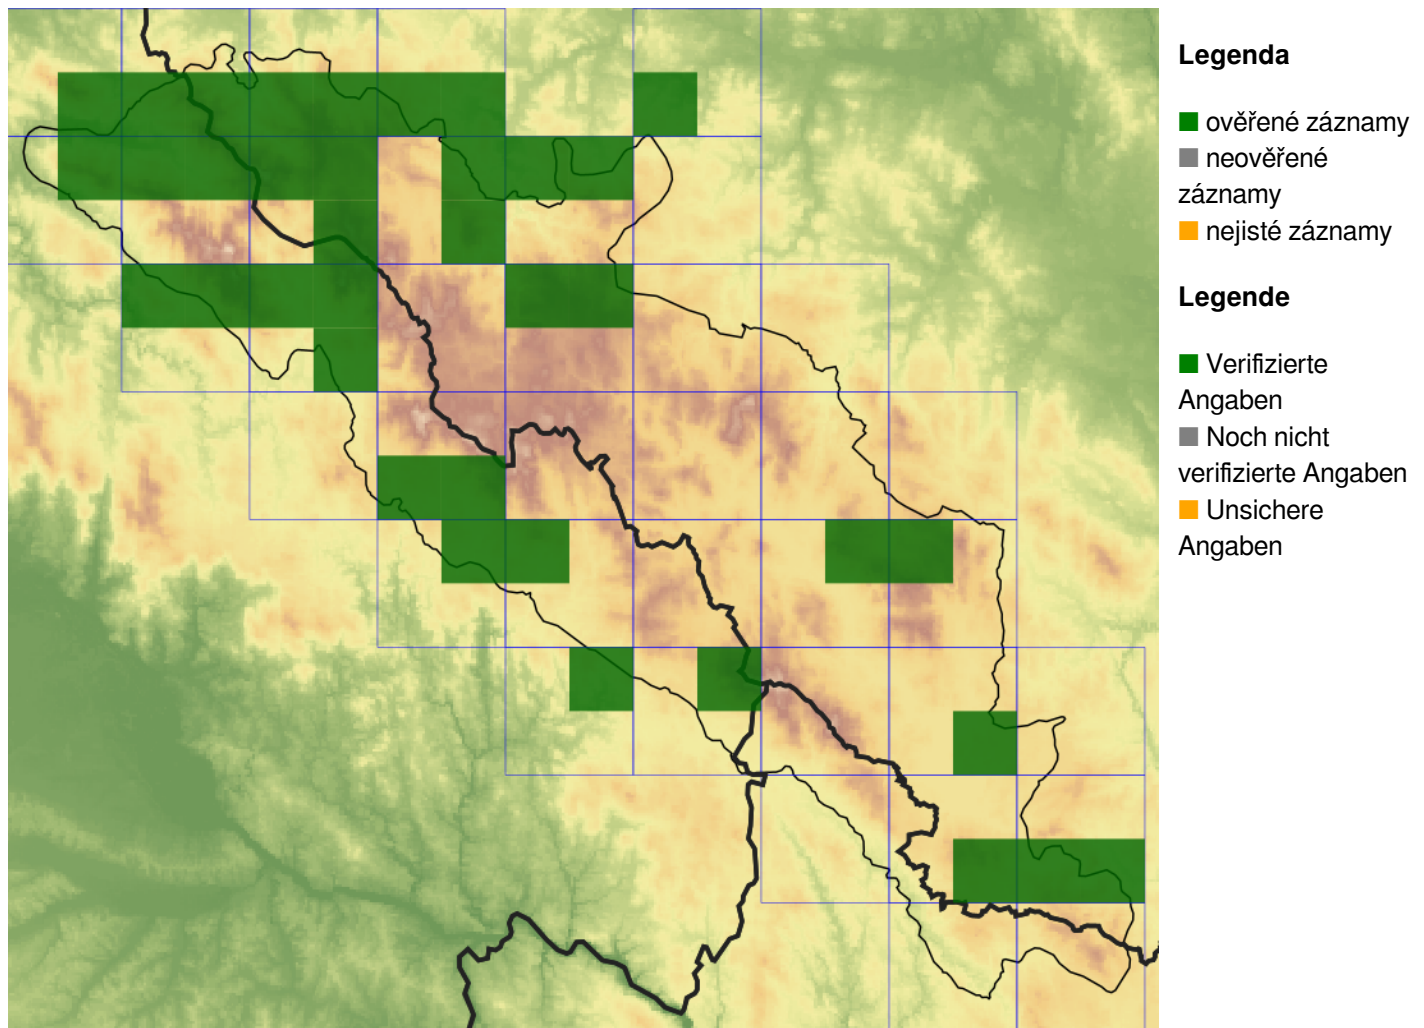 Legenda
ověřené záznamy
neověřené
záznamy
nejisté záznamy
Legende
Verifizierte
Angaben
Noch nicht
verifizierte Angaben
Unsichere
Angaben